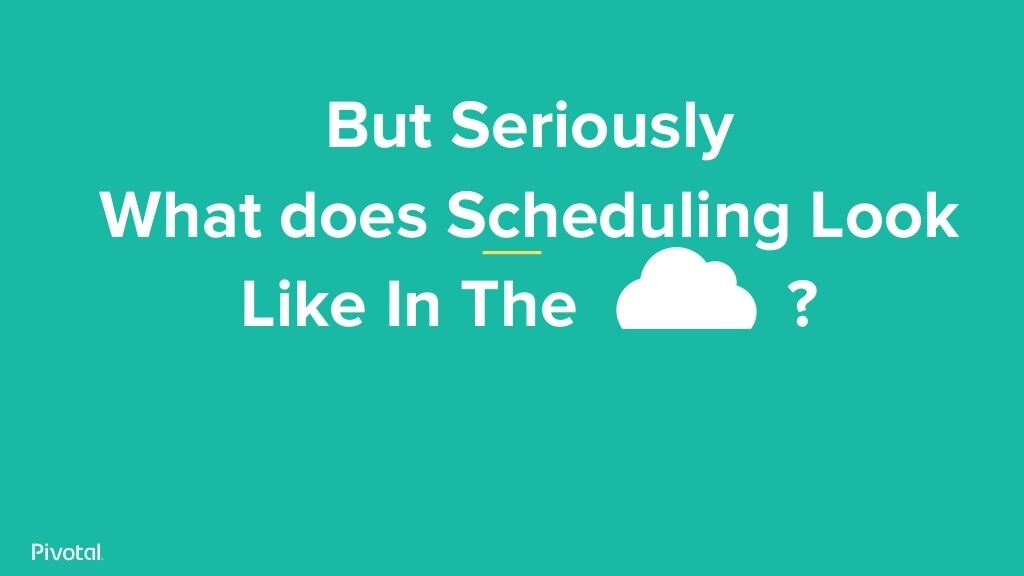 But Seriously
What does Scheduling Look
Like In The ?
Pivotal